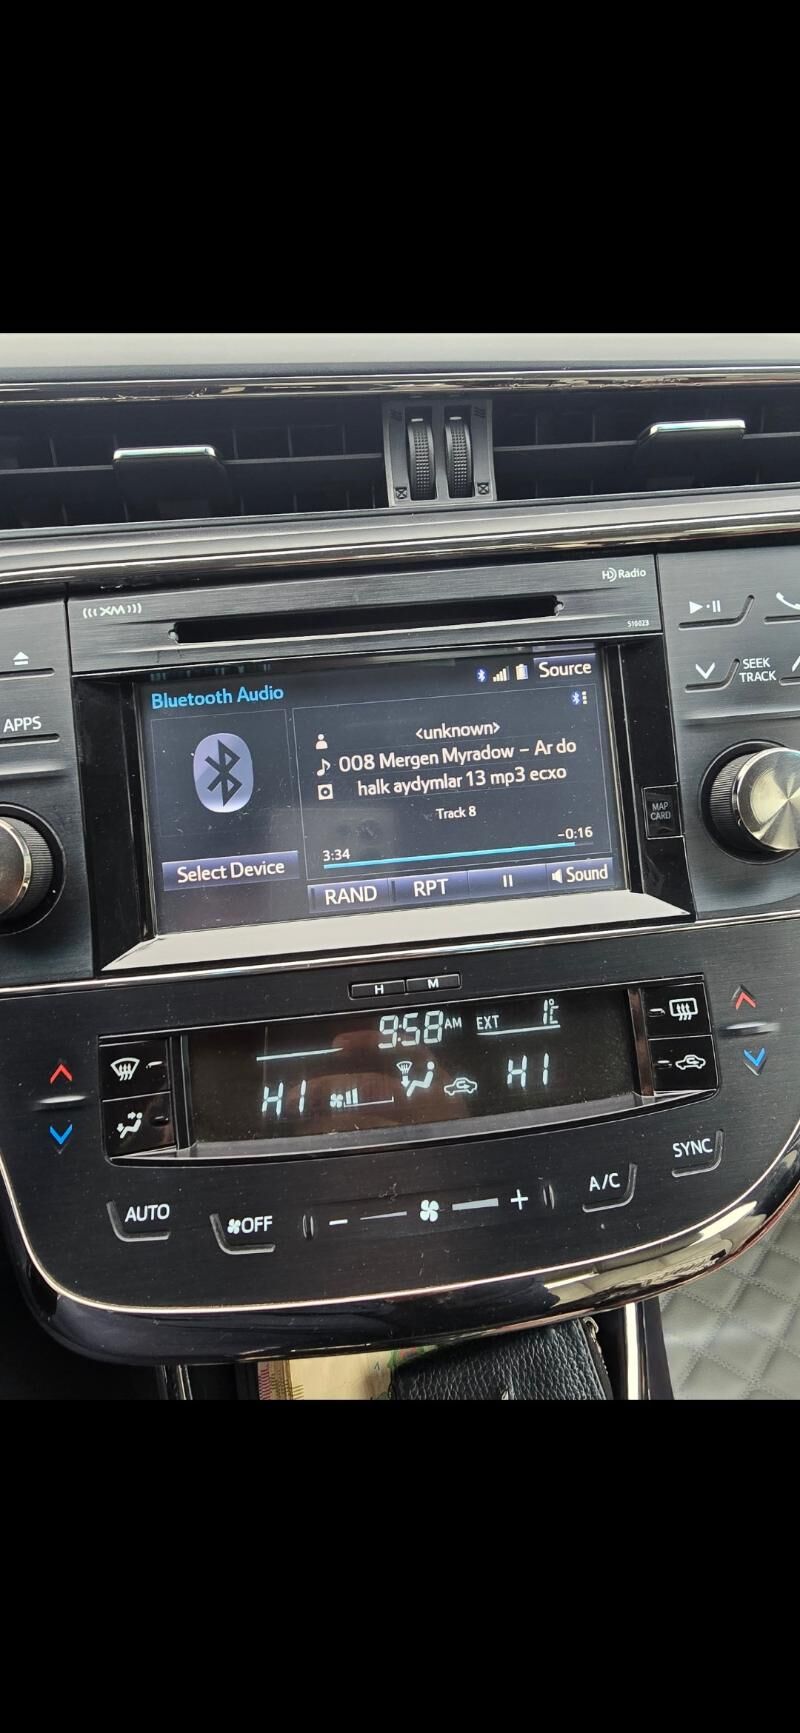 HD Radio
(((XM)))
516023
APPS
SEEK
TRACK
MAP
CARD
Source
Bluetooth Audio
<unknown>
008 Mergen Myradow – Ar do
halk aydymlar 13 mp3 ecxo
Track 8
3:34
-0:16
Select Device
RAND
RPT
Sound
H
M
9:58 AM
EXT
1°C
HI
HI
AUTO
OFF
A/C
SYNC